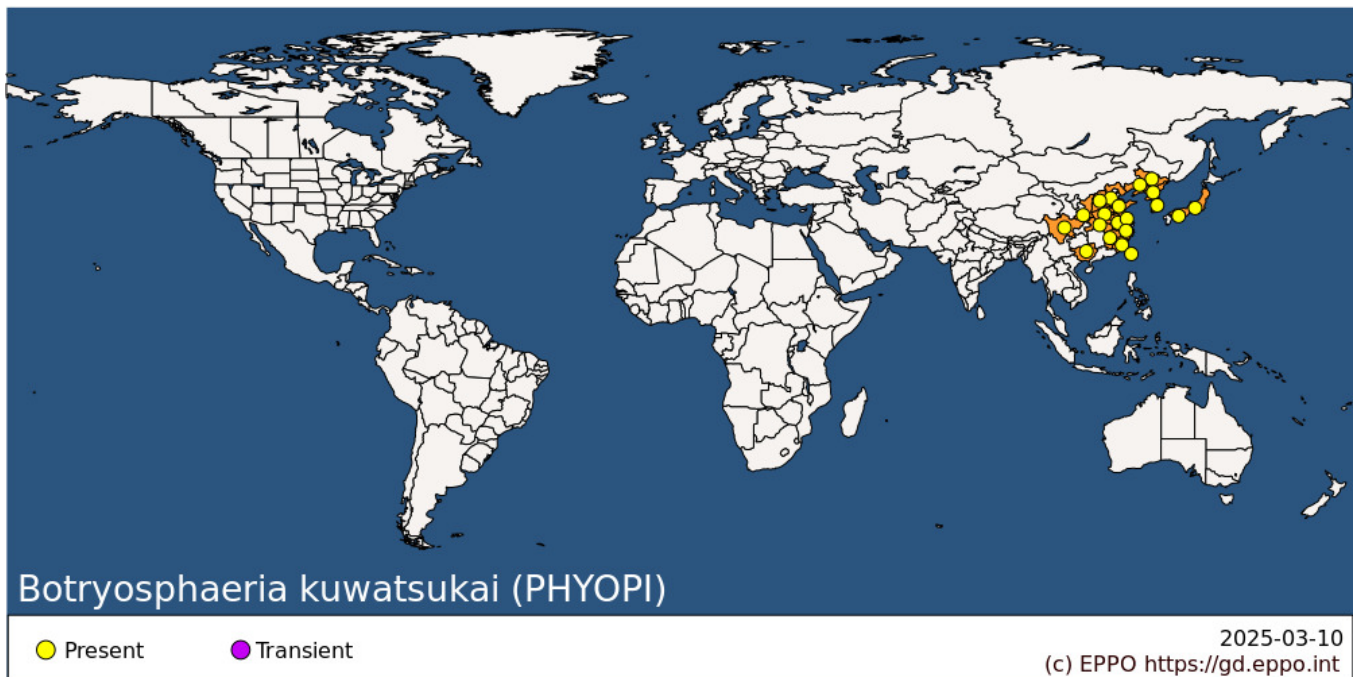 Botryosphaeria kuwatsukai (PHYOPI)
Present
Transient
2025-03-10
(c) EPPO https://gd.eppo.int